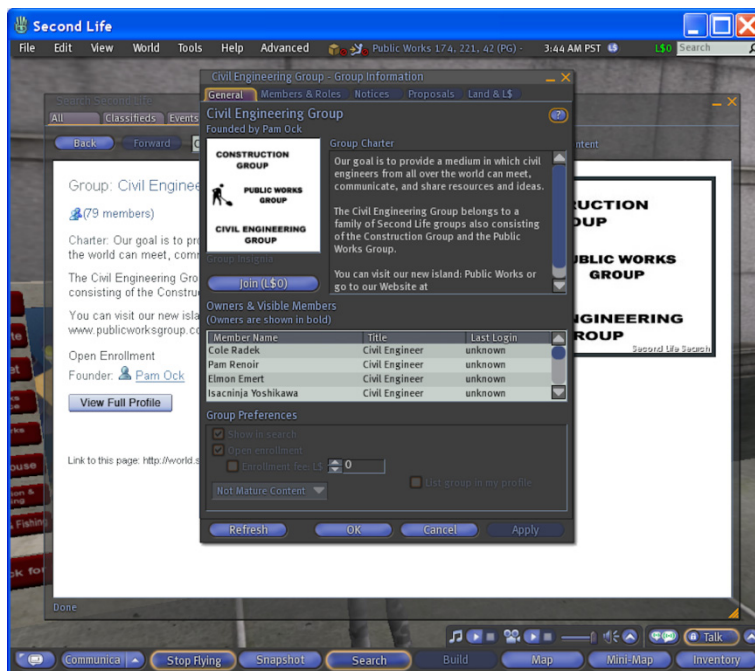 Second Life
File Edit View World Tools Help Advanced Public Works 174, 221, 42 (PG) - 3:44 AM PST L$ L$0 Search
Civil Engineering Group - Group Information
General Members & Roles Notices Proposals Land & L$
Civil Engineering Group
Founded by Pam Ock
CONSTRUCTION
GROUP
PUBLIC WORKS
GROUP
CIVIL ENGINEERING
GROUP
Group Insignia
Join (L$0)
Group Charter
Our goal is to provide a medium in which civil
engineers from all over the world can meet,
communicate, and share resources and ideas.
The Civil Engineering Group belongs to a
family of Second Life groups also consisting
of the Construction Group and the Public
Works Group.
You can visit our new island: Public Works or
go to our Website at
Owners & Visible Members
(Owners are shown in bold)
Member Name Title Last Login
Cole Radek Civil Engineer unknown
Pam Renoir Civil Engineer unknown
Elmon Emert Civil Engineer unknown
Isacninja Yoshikawa Civil Engineer unknown
Group Preferences
Show in search
Open enrollment
Enrollment fee: L$ 0
List group in my profile
Not Mature Content
Refresh OK Cancel Apply
Search Second Life
All Classifieds Events
Back Forward
ntent
Group: Civil Enginee
(79 members)
Charter: Our goal is to pro
the world can meet, comm
The Civil Engineering Gro
consisting of the Constru
You can visit our new isla
www.publicworksgroup.co
Open Enrollment
Founder: Pam Ock
View Full Profile
Link to this page: http://world.s
RUCTION
OUP
BLIC WORKS
GROUP
NGINEERING
ROUP
Second Life Search
Done
te
et
rks
ouse
Fishing
ck for
Talk
Communica Stop Flying Snapshot Search Build Map Mini-Map Inventory